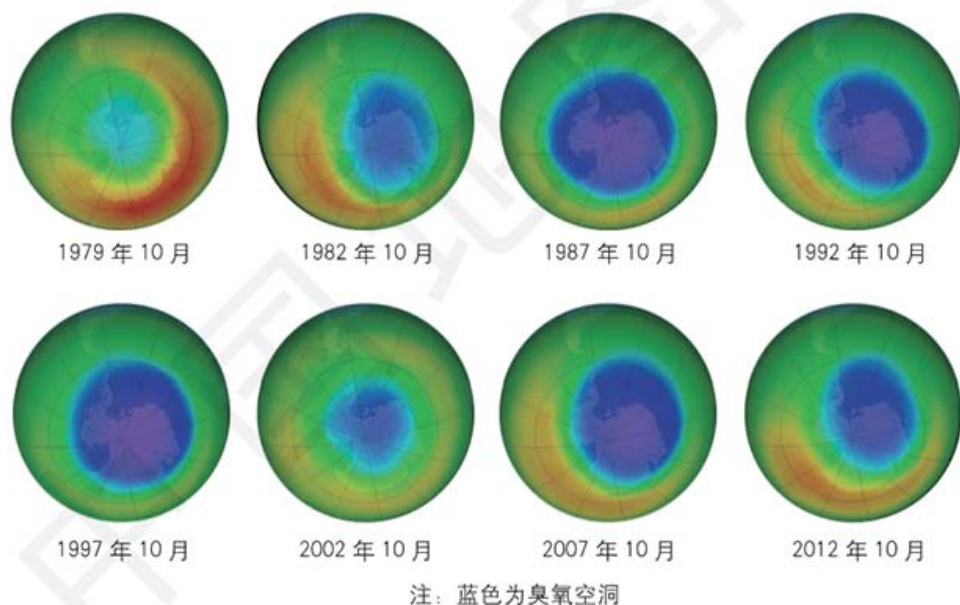 1979 年 10 月
1982 年 10 月
1987 年 10 月
1992 年 10 月
1997 年 10 月
2002 年 10 月
2007 年 10 月
2012 年 10 月
注：蓝色为臭氧空洞